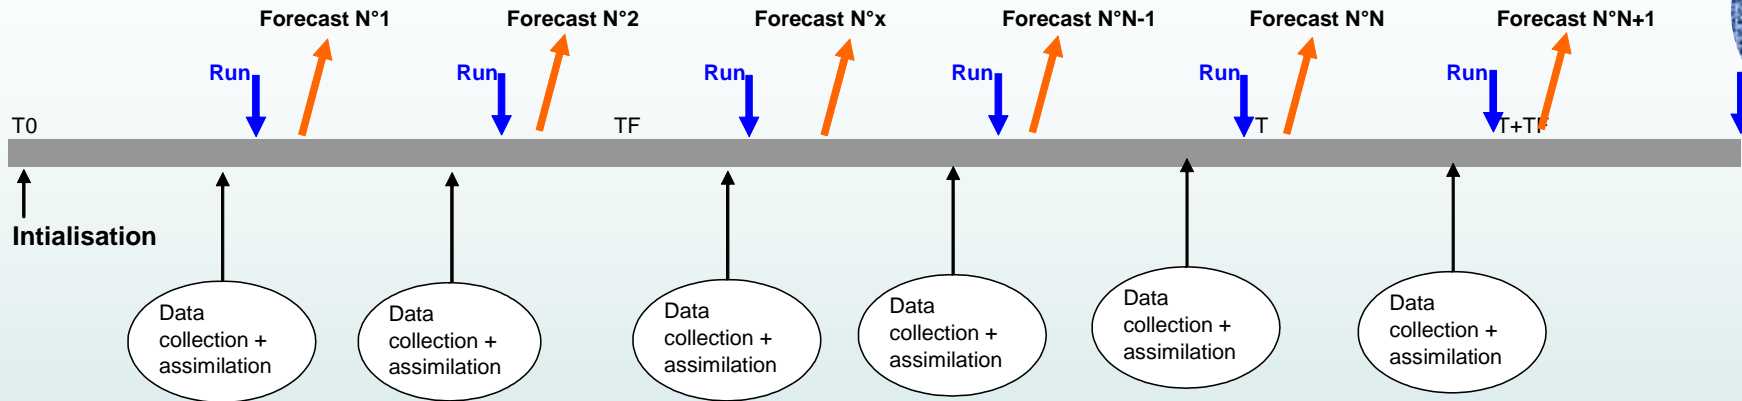 Forecast N°1
Forecast N°2
Forecast N°x
Forecast N°N-1
Forecast N°N
Forecast N°N+1
Run
Run
Run
Run
Run
Run
T0
TF
T
T+TF
Intialisation
Data
collection +
assimilation
Data
collection +
assimilation
Data
collection +
assimilation
Data
collection +
assimilation
Data
collection +
assimilation
Data
collection +
assimilation